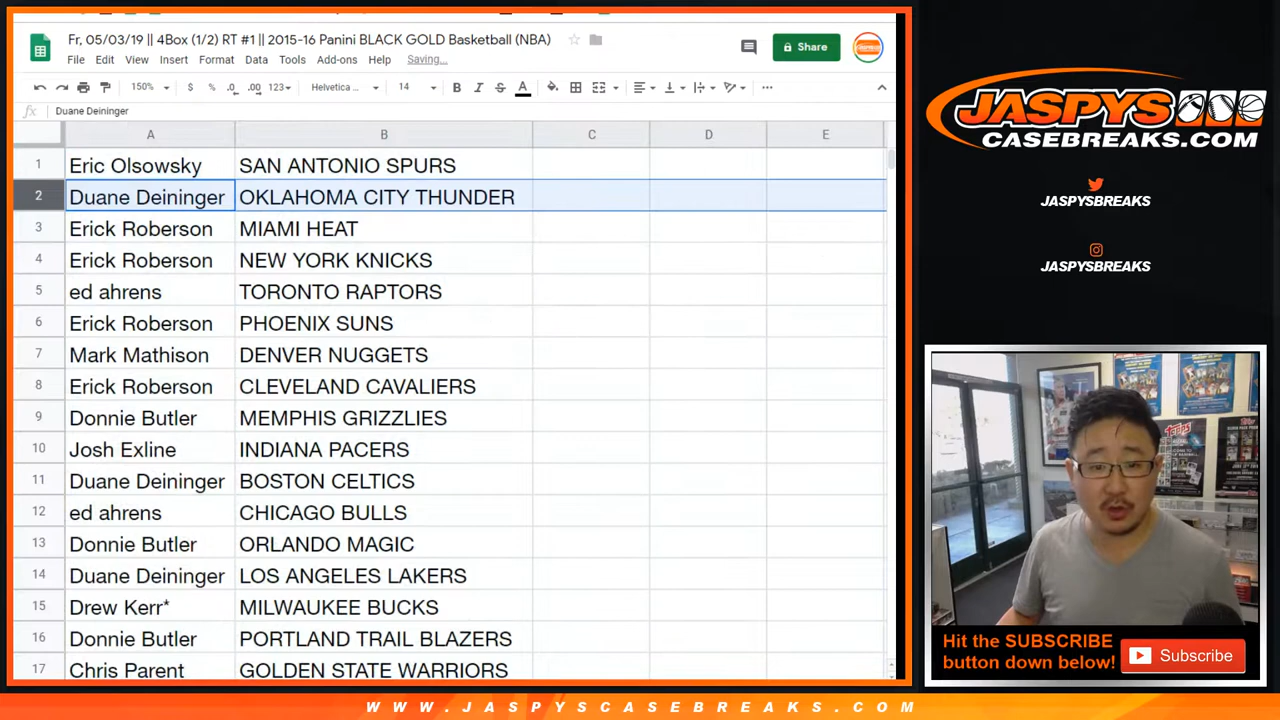 Fr, 05/03/19 || 4Box (1/2) RT #1 || 2015-16 Panini BLACK GOLD Basketball (NBA)
Share
File Edit View Insert Format Data Tools Add-ons Help Saving...
150% $ % .0 .00 123 Helvetica ... 14 B I S A ...
fx Duane Deininger
A B C D E
1 Eric Olsowsky SAN ANTONIO SPURS
2 Duane Deininger OKLAHOMA CITY THUNDER
3 Erick Roberson MIAMI HEAT
4 Erick Roberson NEW YORK KNICKS
5 ed ahrens TORONTO RAPTORS
6 Erick Roberson PHOENIX SUNS
7 Mark Mathison DENVER NUGGETS
8 Erick Roberson CLEVELAND CAVALIERS
9 Donnie Butler MEMPHIS GRIZZLIES
10 Josh Exline INDIANA PACERS
11 Duane Deininger BOSTON CELTICS
12 ed ahrens CHICAGO BULLS
13 Donnie Butler ORLANDO MAGIC
14 Duane Deininger LOS ANGELES LAKERS
15 Drew Kerr* MILWAUKEE BUCKS
16 Donnie Butler PORTLAND TRAIL BLAZERS
17 Chris Parent GOLDEN STATE WARRIORS
JASPYS
CASEBREAKS.COM
JASPYSBREAKS
JASPYSBREAKS
TOPPS
Hit the SUBSCRIBE
button down below!
Subscribe
WWW.JASPYSCASEBREAKS.COM